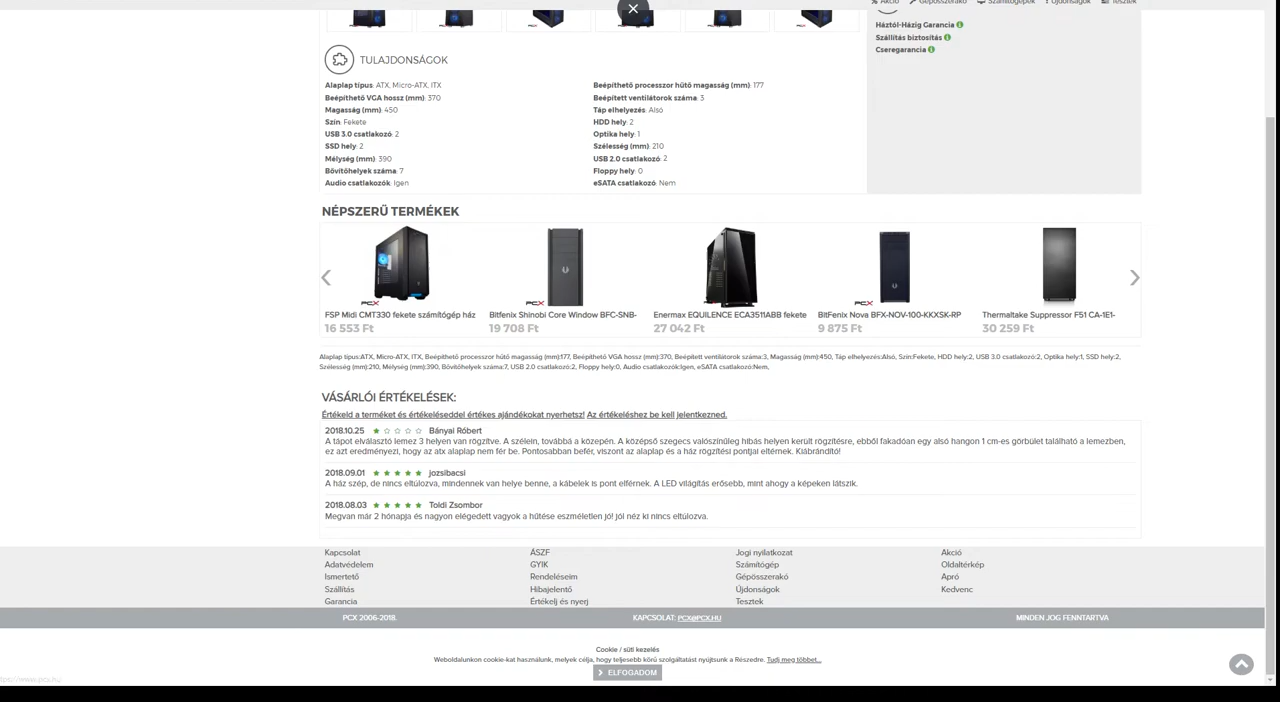 Akció Géposszerakó Számítógépek Újdonságok Tesztek
Háztól-Házig Garancia
Szállítás biztosítás
Cseregarancia
TULAJDONSÁGOK
Alaplap típus: ATX, Micro-ATX, ITX
Beépíthető VGA hossz (mm): 370
Magasság (mm): 450
Szín: Fekete
USB 3.0 csatlakozó: 2
SSD hely: 2
Mélység (mm): 390
Bővítőhelyek száma: 7
Audio csatlakozók: Igen
Beépíthető processzor hűtő magasság (mm): 177
Beépített ventilátorok száma: 3
Táp elhelyezés: Alsó
HDD hely: 2
Optika hely: 1
Szélesség (mm): 210
USB 2.0 csatlakozó: 2
Floppy hely: 0
eSATA csatlakozó: Nem
NÉPSZERŰ TERMÉKEK
PCX PCX PCX
FSP Midi CMT330 fekete számítógép ház
16 553 Ft
Bitfenix Shinobi Core Window BFC-SNB-
19 708 Ft
Enermax EQUILENCE ECA3511ABB fekete
27 042 Ft
BitFenix Nova BFX-NOV-100-KKXSK-RP
9 875 Ft
Thermaltake Suppressor F51 CA-1E1-
30 259 Ft
Alaplap típus:ATX, Micro-ATX, ITX, Beépíthető processzor hűtő magasság (mm):177, Beépíthető VGA hossz (mm):370, Beépített ventilátorok száma:3, Magasság (mm):450, Táp elhelyezés:Alsó, Szín:Fekete, HDD hely:2, USB 3.0 csatlakozó:2, Optika hely:1, SSD hely:2,
Szélesség (mm):210, Mélység (mm):390, Bővítőhelyek száma:7, USB 2.0 csatlakozó:2, Floppy hely:0, Audio csatlakozók:Igen, eSATA csatlakozó:Nem,
VÁSÁRLÓI ÉRTÉKELÉSEK:
Értékeld a terméket és értékeléseddel értékes ajándékokat nyerhetsz! Az értékeléshez be kell jelentkezned.
2018.10.25 Bányai Róbert
A tápot elválasztó lemez 3 helyen van rögzítve. A szélein, továbbá a közepén. A középső szegecs valószínűleg hibás helyen került rögzítésre, ebből fakadóan egy alsó hangon 1 cm-es görbület található a lemezben,
ez azt eredményezi, hogy az atx alaplap nem fér be. Pontosabban befér, viszont az alaplap és a ház rögzítési pontjai eltérnek. Kiábrándító!
2018.09.01 jozsibacsi
A ház szép, de nincs eltúlozva, mindennek van helye benne, a kábelek is pont elférnek. A LED világítás erősebb, mint ahogy a képeken látszik.
2018.08.03 Toldi Zsombor
Megvan már 2 hónapja és nagyon elégedett vagyok a hűtése eszméletlen jó! jól néz ki nincs eltúlozva.
Kapcsolat
Adatvédelem
Ismertető
Szállítás
Garancia
ÁSZF
GYIK
Rendeléseim
Hibajelentő
Értékelj és nyerj
Jogi nyilatkozat
Számítógép
Gépösszerakó
Újdonságok
Tesztek
Akció
Oldaltérkép
Apró
Kedvenc
PCX 2006-2018. KAPCSOLAT: PCX@PCX.HU MINDEN JOG FENNTARTVA
Cookie / süti kezelés
Weboldalunkon cookie-kat használunk, melyek célja, hogy teljesebb körű szolgáltatást nyújtsunk a Részedre. Tudj meg többet...
ELFOGADOM